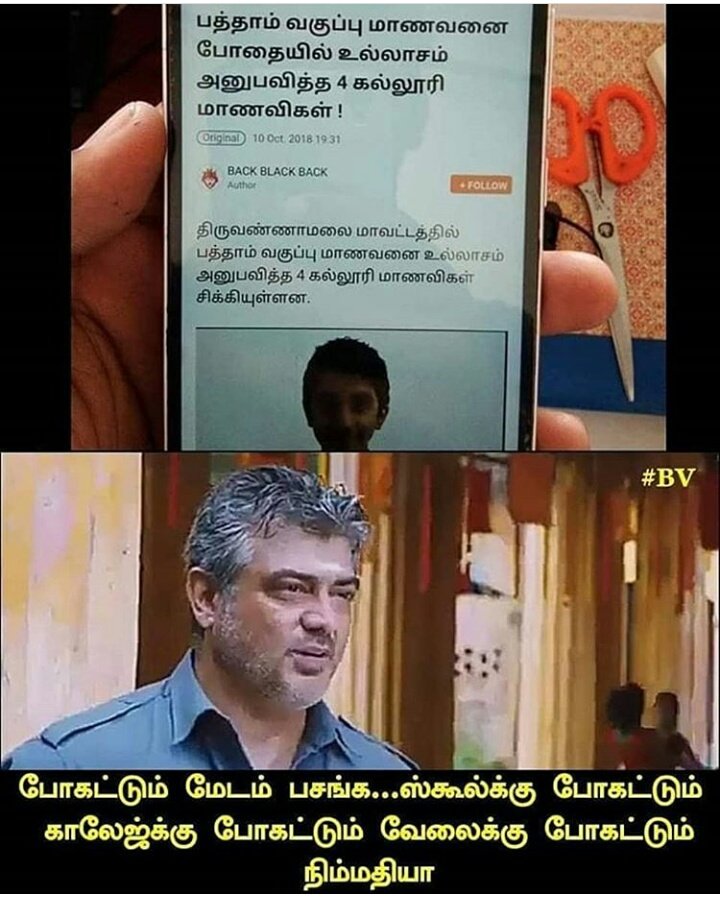 பத்தாம் வகுப்பு மாணவனை
போதையில் உல்லாசம்
அனுபவித்த 4 கல்லூரி
மாணவிகள் !
Original 10 Oct. 2018 19:31
BACK BLACK BACK
Author
+ FOLLOW
திருவண்ணாமலை மாவட்டத்தில்
பத்தாம் வகுப்பு மாணவனை உல்லாசம்
அனுபவித்த 4 கல்லூரி மாணவிகள்
சிக்கியுள்ளன.
#BV
போகட்டும் மேடம் பசங்க...ஸ்கூல்க்கு போகட்டும்
காலேஜ்க்கு போகட்டும் வேலைக்கு போகட்டும்
நிம்மதியா